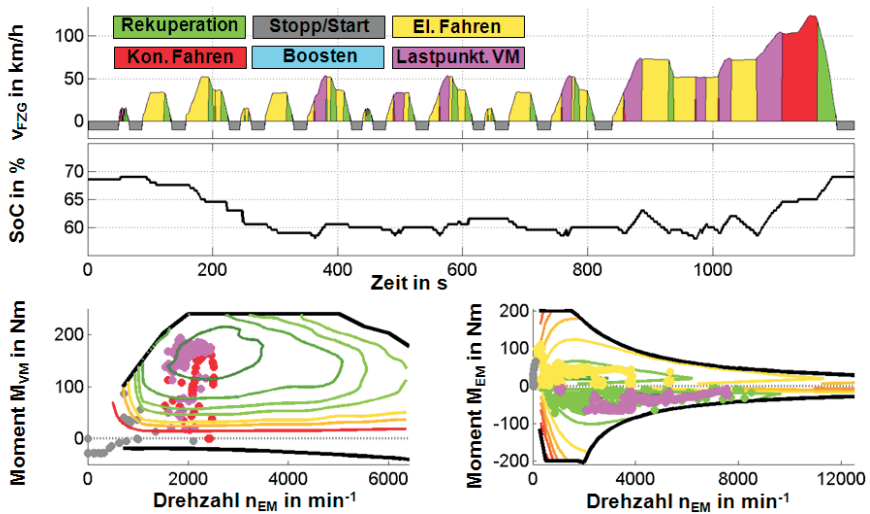 Rekuperation Stopp/Start El. Fahren
Kon. Fahren Boosten Lastpunkt. VM
vFZG in km/h
100
50
0
SoC in %
70
65
60
0 200 400 600 800 1000
Zeit in s
Moment MVM in Nm
200
100
0
0 2000 4000 6000
Drehzahl nEM in min-1
Moment MEM in Nm
200
100
0
-100
-200
0 4000 8000 12000
Drehzahl nEM in min-1